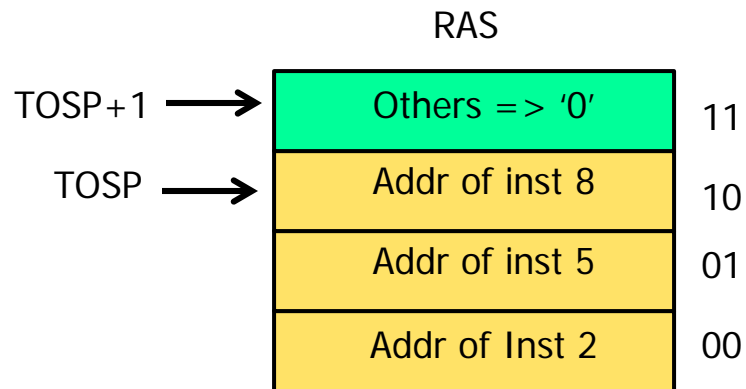 RAS
TOSP+1 Others => ‘0’ 11
TOSP Addr of inst 8 10
Addr of inst 5 01
Addr of Inst 2 00